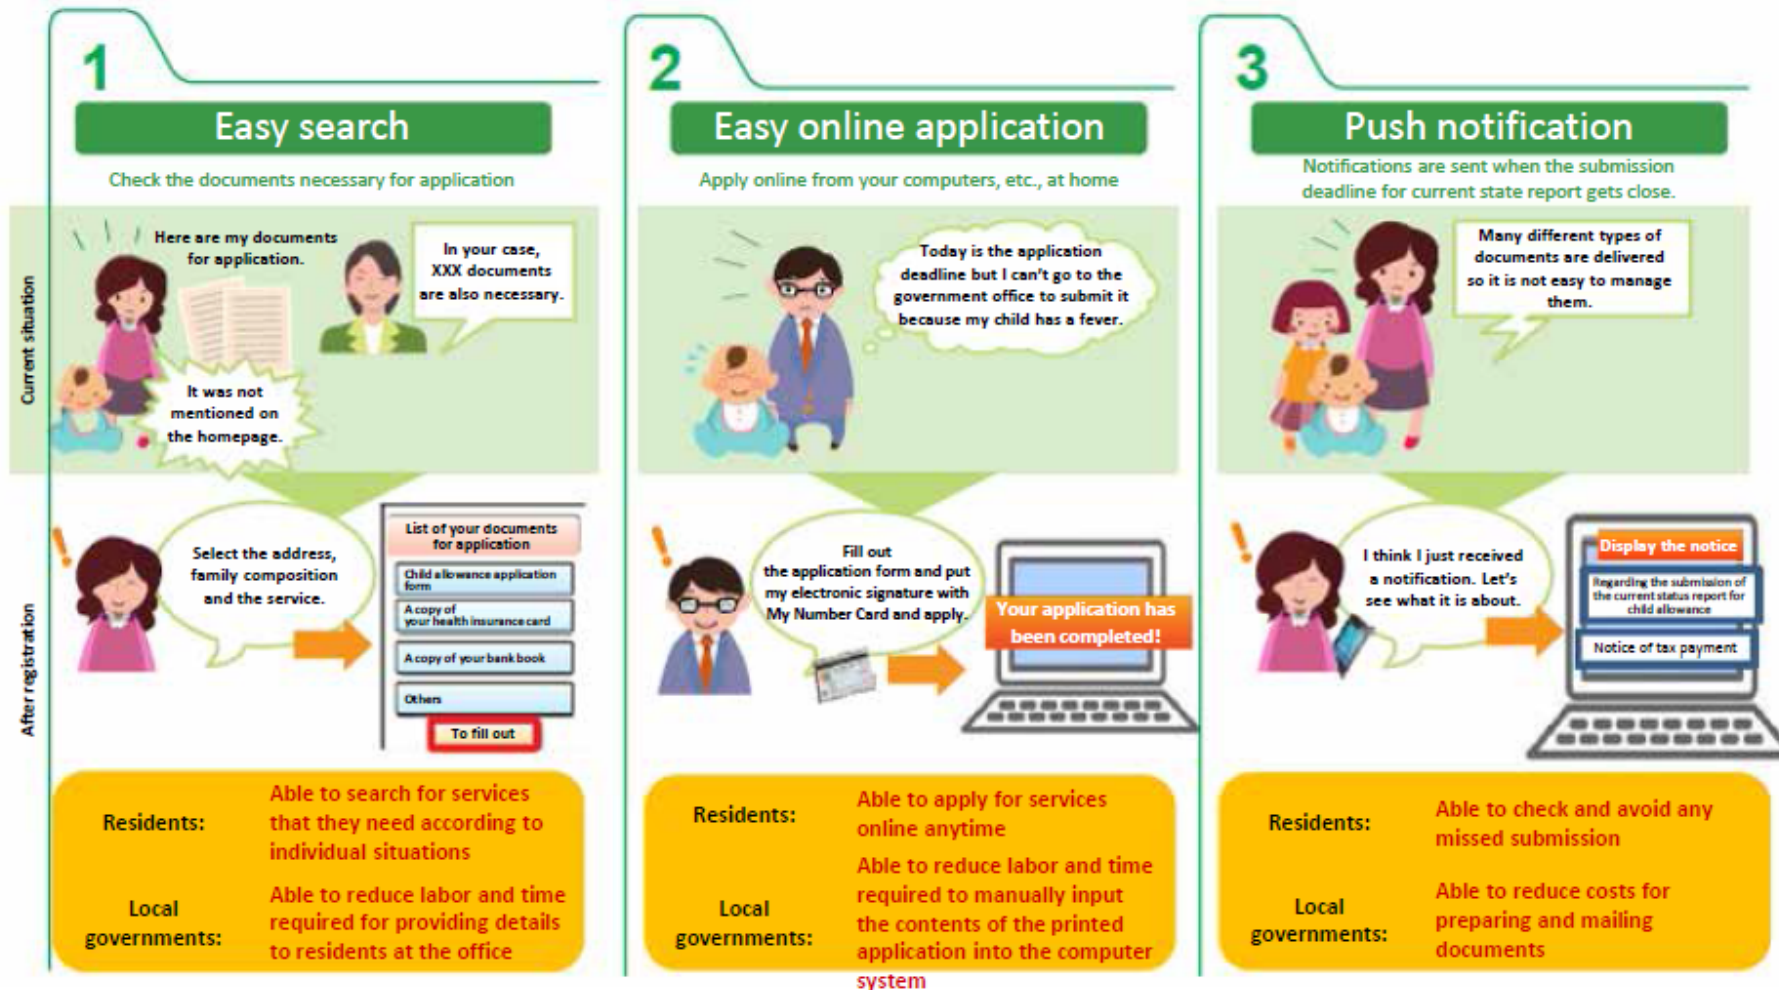 1
Easy search
Check the documents necessary for application
Current situation
Here are my documents
for application.
In your case,
XXX documents
are also necessary.
It was not
mentioned on
the homepage.
After registration
Select the address,
family composition
and the service.
List of your documents
for application
Child allowance application
form
A copy of
your health insurance card
A copy of your bank book
Others
To fill out
Residents:
Able to search for services
that they need according to
individual situations
Local
governments:
Able to reduce labor and time
required for providing details
to residents at the office
2
Easy online application
Apply online from your computers, etc., at home
Today is the application
deadline but I can't go to the
government office to submit it
because my child has a fever.
Fill out
the application form and put
my electronic signature with
My Number Card and apply.
Your application has
been completed!
Residents:
Able to apply for services
online anytime
Local
governments:
Able to reduce labor and time
required to manually input
the contents of the printed
application into the computer
system
3
Push notification
Notifications are sent when the submission
deadline for current state report gets close.
Many different types of
documents are delivered
so it is not easy to manage
them.
I think I just received
a notification. Let's
see what it is about.
Display the notice
Regarding the submission of
the current status report for
child allowance
Notice of tax payment
Residents:
Able to check and avoid any
missed submission
Local
governments:
Able to reduce costs for
preparing and mailing
documents